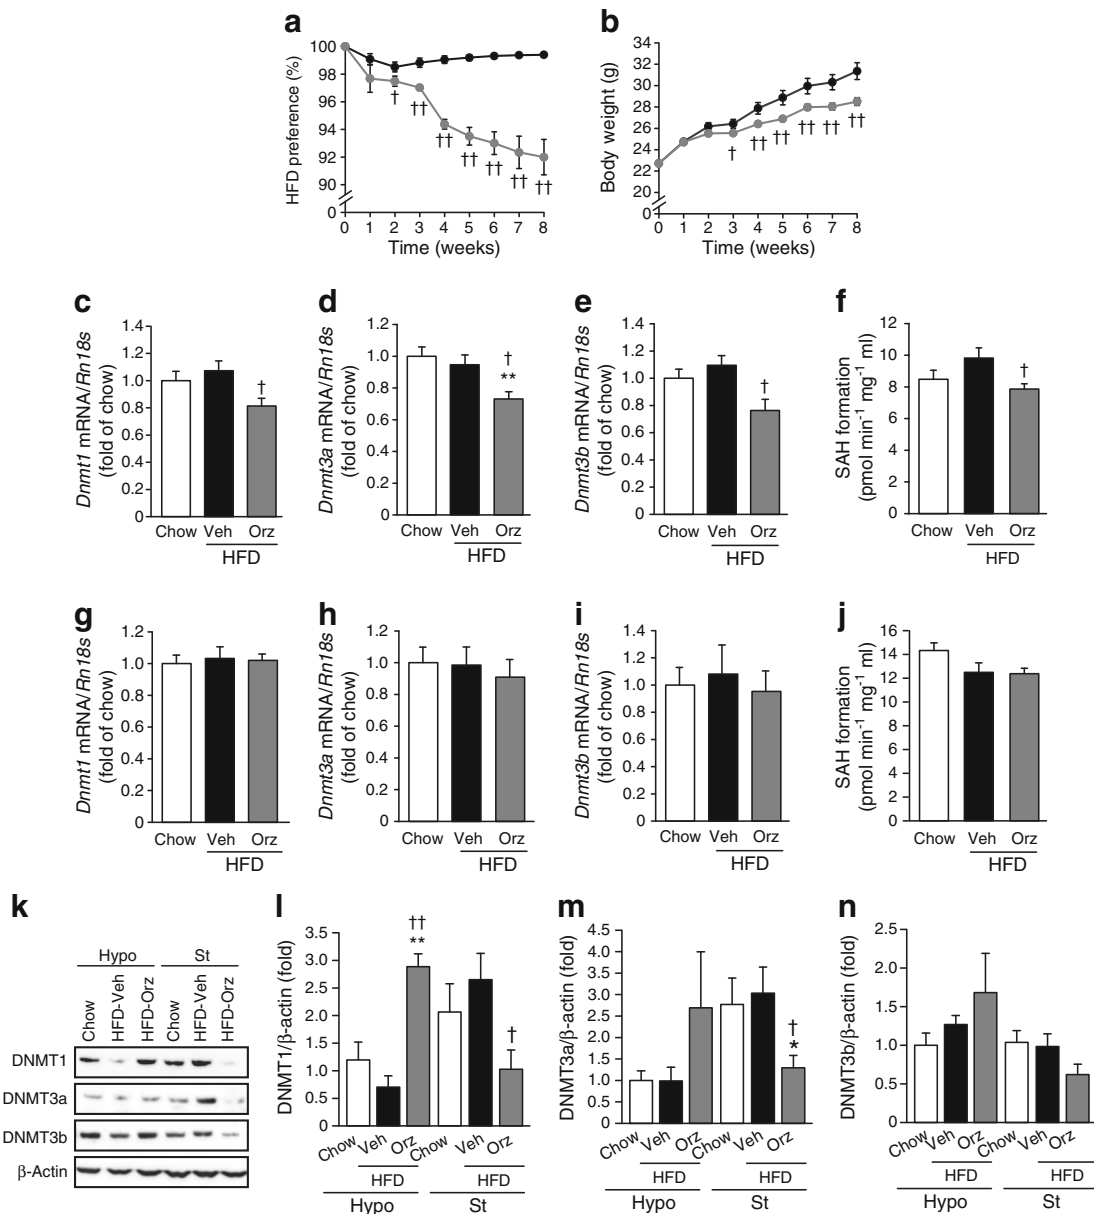 a
HFD preference (%)
100
98
96
94
92
90
0
†
††
††
††
††
††
††
0 1 2 3 4 5 6 7 8
Time (weeks)
b
Body weight (g)
34
32
30
28
26
24
22
20
0
†
††
††
††
††
††
0 1 2 3 4 5 6 7 8
Time (weeks)
c
Dnmt1 mRNA/Rn18s
(fold of chow)
1.4
1.2
1.0
0.8
0.6
0.4
0.2
0
†
Chow Veh Orz
HFD
d
Dnmt3a mRNA/Rn18s
(fold of chow)
1.2
1.0
0.8
0.6
0.4
0.2
0
†
**
Chow Veh Orz
HFD
e
Dnmt3b mRNA/Rn18s
(fold of chow)
1.4
1.2
1.0
0.8
0.6
0.4
0.2
0
†
Chow Veh Orz
HFD
f
SAH formation
(pmol min-1 mg-1 ml)
12
10
8
6
4
2
0
†
Chow Veh Orz
HFD
g
Dnmt1 mRNA/Rn18s
(fold of chow)
1.2
1.0
0.8
0.6
0.4
0.2
0
Chow Veh Orz
HFD
h
Dnmt3a mRNA/Rn18s
(fold of chow)
1.2
1.0
0.8
0.6
0.4
0.2
0
Chow Veh Orz
HFD
i
Dnmt3b mRNA/Rn18s
(fold of chow)
1.4
1.2
1.0
0.8
0.6
0.4
0.2
0
Chow Veh Orz
HFD
j
SAH formation
(pmol min-1 mg-1 ml)
16
14
12
10
8
6
4
2
0
Chow Veh Orz
HFD
k
Hypo St
Chow HFD-Veh HFD-Orz Chow HFD-Veh HFD-Orz
DNMT1
DNMT3a
DNMT3b
β-Actin
l
DNMT1/β-actin (fold)
3.5
3.0
2.5
2.0
1.5
1.0
0.5
0
††
**
†
Chow Veh Orz Chow Veh Orz
HFD HFD
Hypo St
m
DNMT3a/β-actin (fold)
4.5
4.0
3.5
3.0
2.5
2.0
1.5
1.0
0.5
0
†
*
Chow Veh Orz Chow Veh Orz
HFD HFD
Hypo St
n
DNMT3b/β-actin (fold)
2.5
2.0
1.5
1.0
0.5
0
Chow Veh Orz Chow Veh Orz
HFD HFD
Hypo St